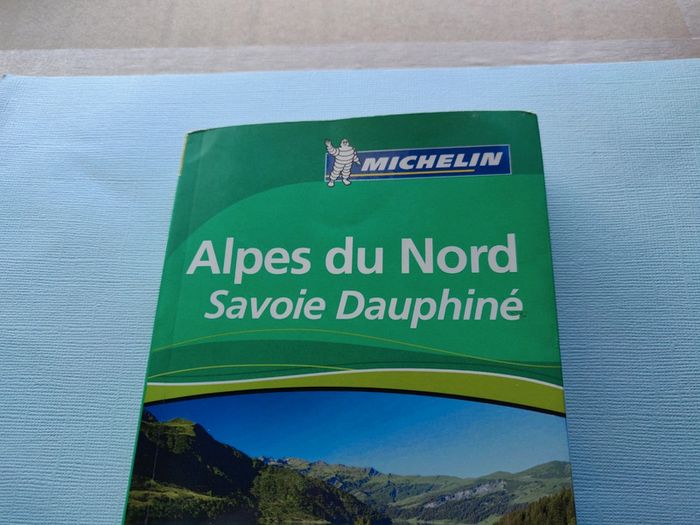 MICHELIN
Alpes du Nord
Savoie Dauphiné